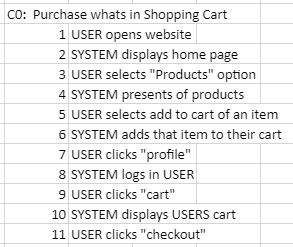 C0: Purchase whats in Shopping Cart
1 USER opens website
2 SYSTEM displays home page
3 USER selects "Products" option
4 SYSTEM presents of products
5 USER selects add to cart of an item
6 SYSTEM adds that item to their cart
7 USER clicks "profile"
8 SYSTEM logs in USER
9 USER clicks "cart"
10 SYSTEM displays USERS cart
11 USER clicks "checkout"